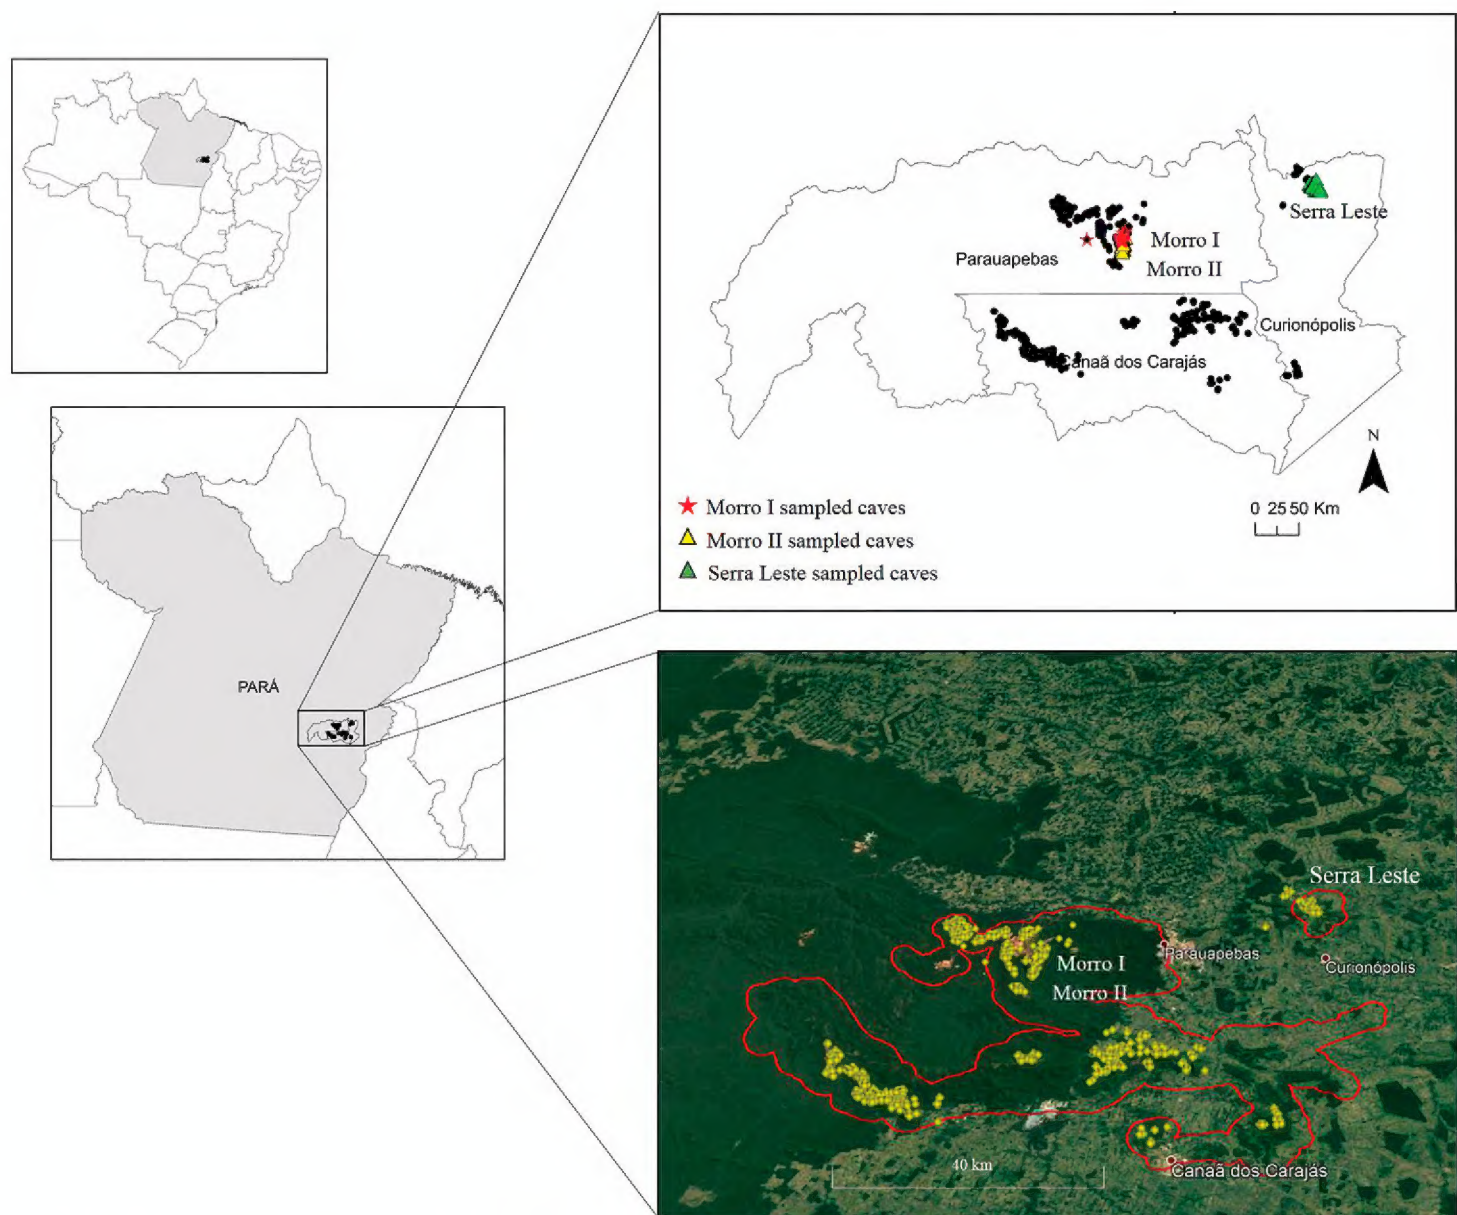 Serra Leste
Morro I
Parauapebas
Morro II
Curionópolis
Canaã dos Carajás
N
0 25 50 Km
Morro I sampled caves
Morro II sampled caves
Serra Leste sampled caves
PARÁ
Serra Leste
Parauapebas
Morro I
Curionópolis
Morro II
40 km
Canaã dos Carajás